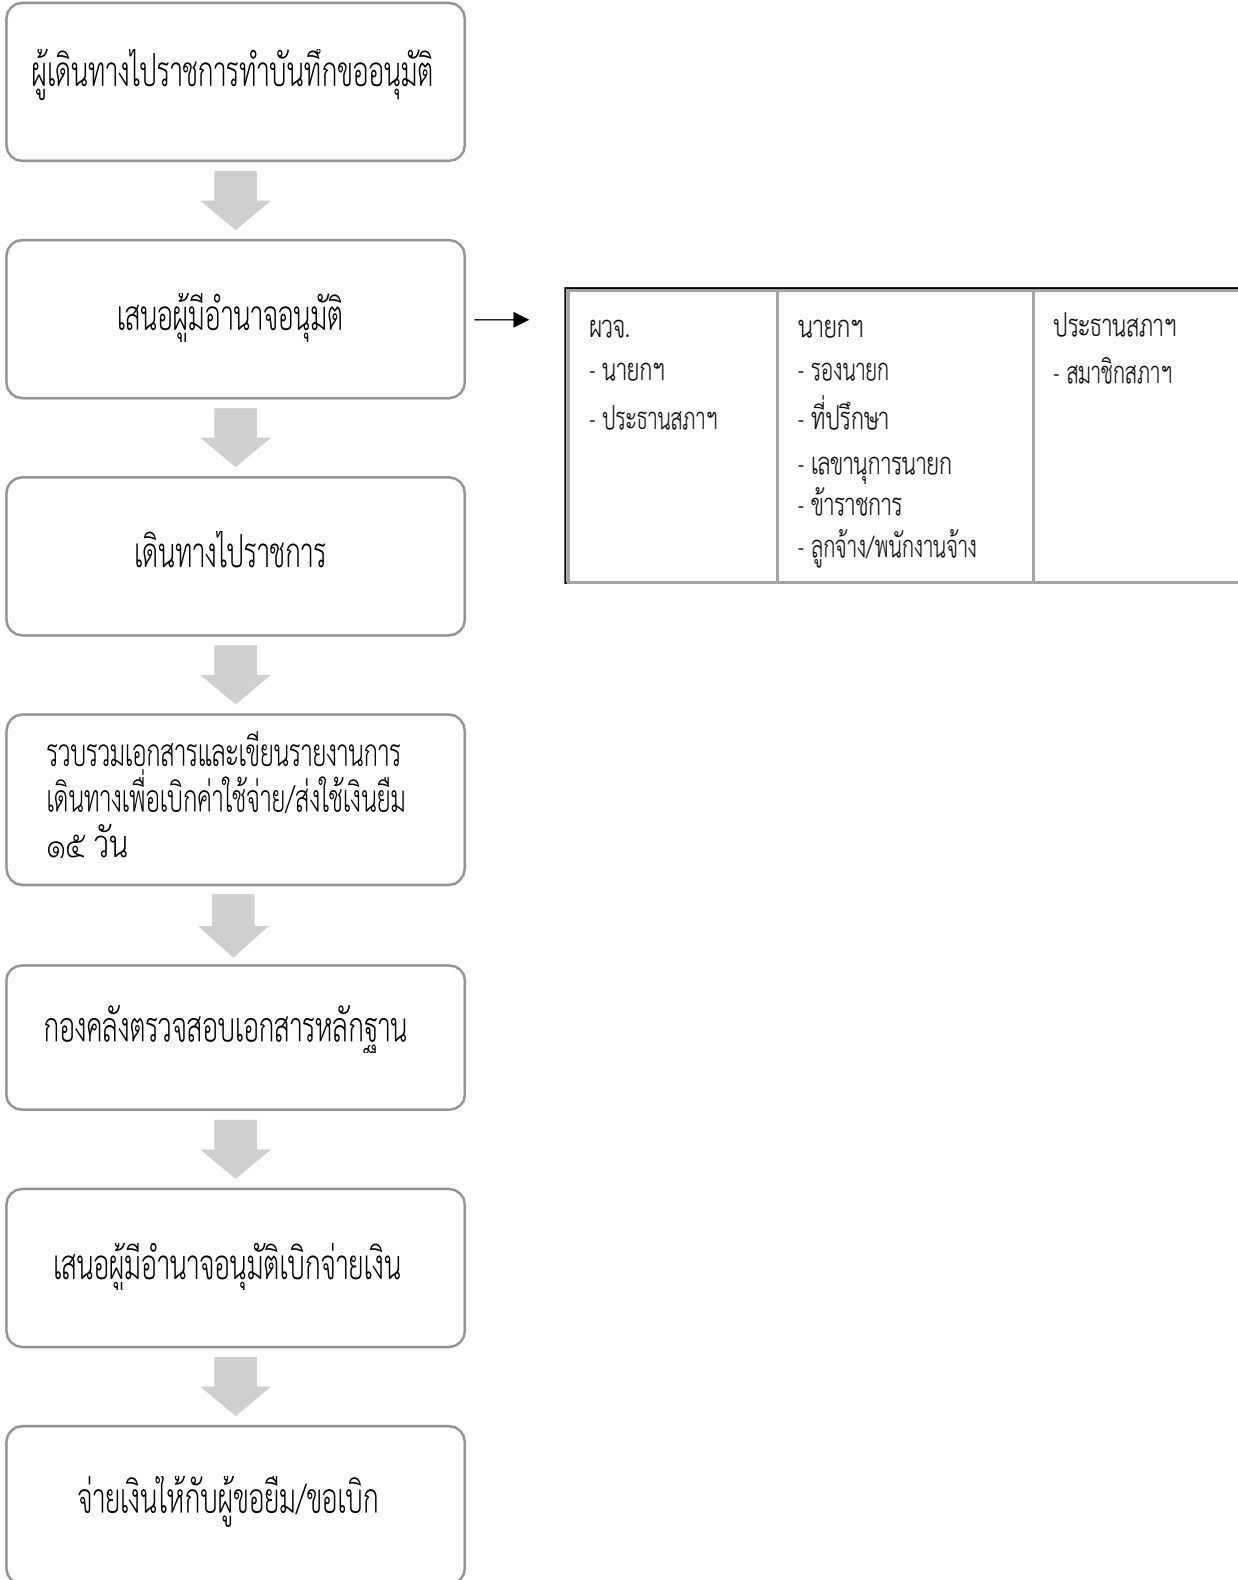 ผู้เดินทางไปราชการทำบันทึกขออนุมัติ
เสนอผู้มีอำนาจอนุมัติ
ผวจ.
- นายกฯ
- ประธานสภาฯ
นายกฯ
- รองนายก
- ที่ปรึกษา
- เลขานุการนายก
- ข้าราชการ
- ลูกจ้าง/พนักงานจ้าง
ประธานสภาฯ
- สมาชิกสภาฯ
เดินทางไปราชการ
รวบรวมเอกสารและเขียนรายงานการ
เดินทางเพื่อเบิกค่าใช้จ่าย/ส่งใช้เงินยืม
๑๕ วัน
กองคลังตรวจสอบเอกสารหลักฐาน
เสนอผู้มีอำนาจอนุมัติเบิกจ่ายเงิน
จ่ายเงินให้กับผู้ขอยืม/ขอเบิก